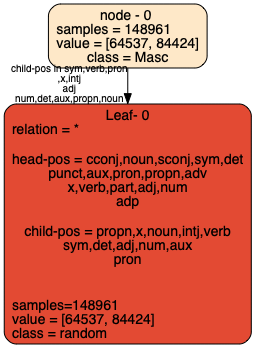 node - 0
samples = 148961
value = [64537, 84424]
class = Masc
child-pos in sym,verb,pron
,x,intj
adj
num,det,aux,propn,noun
Leaf- 0
relation = *
head-pos = cconj,noun,sconj,sym,det
punct,aux,pron,propn,adv
x,verb,part,adj,num
adp
child-pos = propn,x,noun,intj,verb
sym,det,adj,num,aux
pron
samples=148961
value = [64537, 84424]
class = random